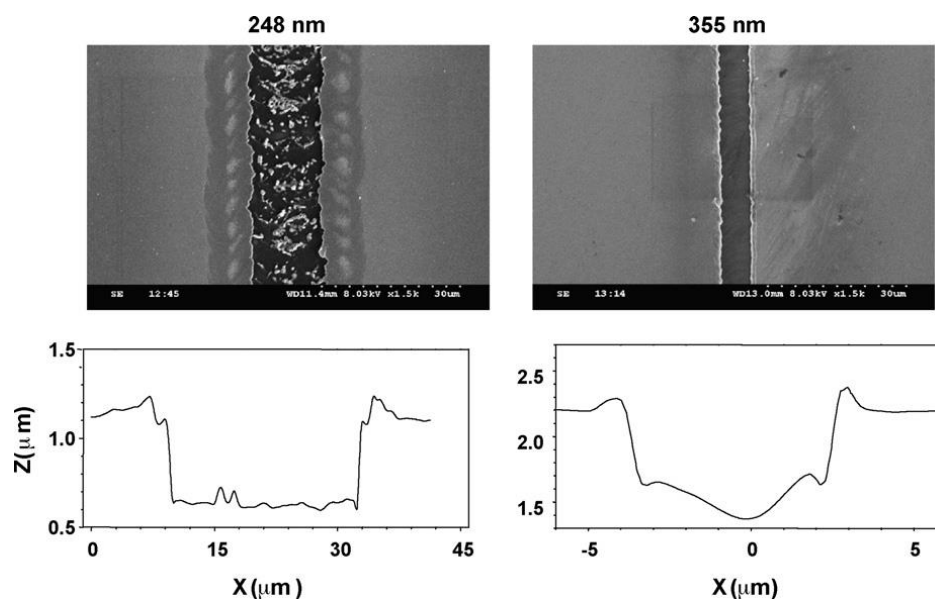 248 nm
355 nm
SE 12:45 WD11.4mm 8.03kV x1.5k 30um
SE 13:14 WD13.0mm 8.03kV x1.5k 30um
1.5
1.0
0.5
Z(μm)
0 15 30 45
X(μm)
2.5
2.0
1.5
-5 0 5
X(μm)